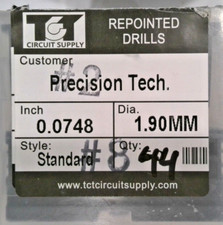 TCT
CIRCUIT SUPPLY
REPOINTED
DRILLS
Customer
#2
Precision Tech.
Inch
Dia.
0.0748
1.90MM
Style:
Qty:
Standard
#8
44
www.tctcircuitsupply.com